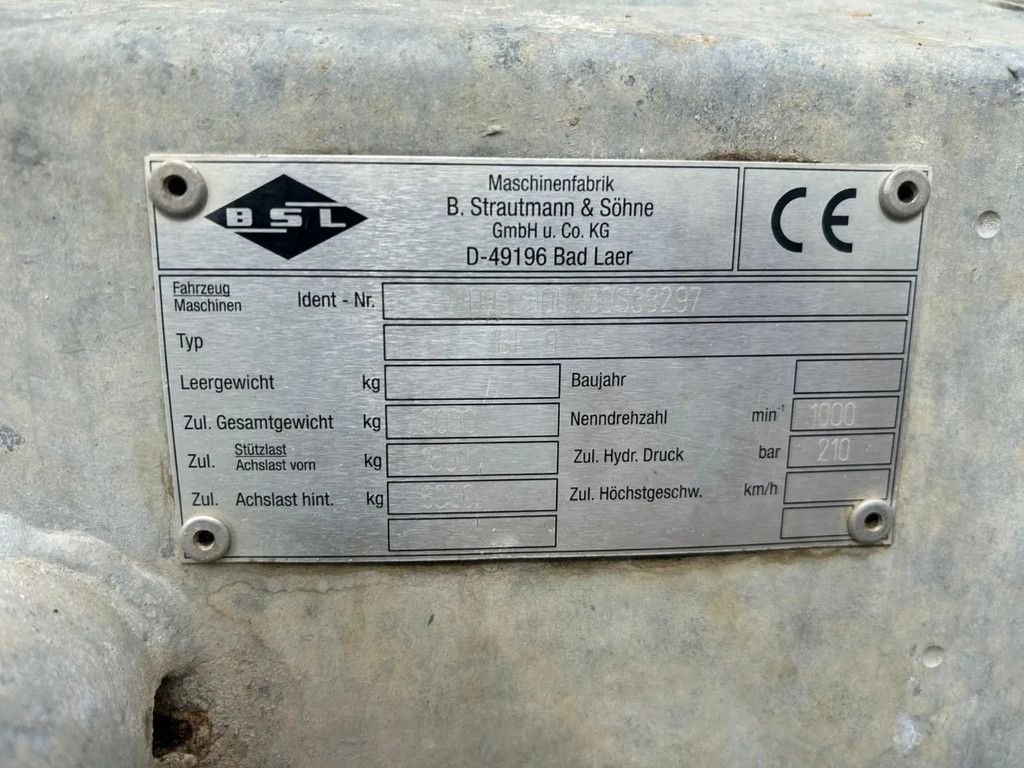 BSL
Maschinenfabrik
B. Strautmann & Söhne
GmbH u. Co. KG
D-49196 Bad Laer
CE
Fahrzeug
Maschinen
Ident - Nr.
Typ
Leergewicht kg
Baujahr
Zul. Gesamtgewicht kg
Nenndrehzahl min⁻¹ 1000
Zul. Stützlast
Achslast vorn kg
Zul. Hydr. Druck bar 210
Zul. Achslast hint. kg
Zul. Höchstgeschw. km/h